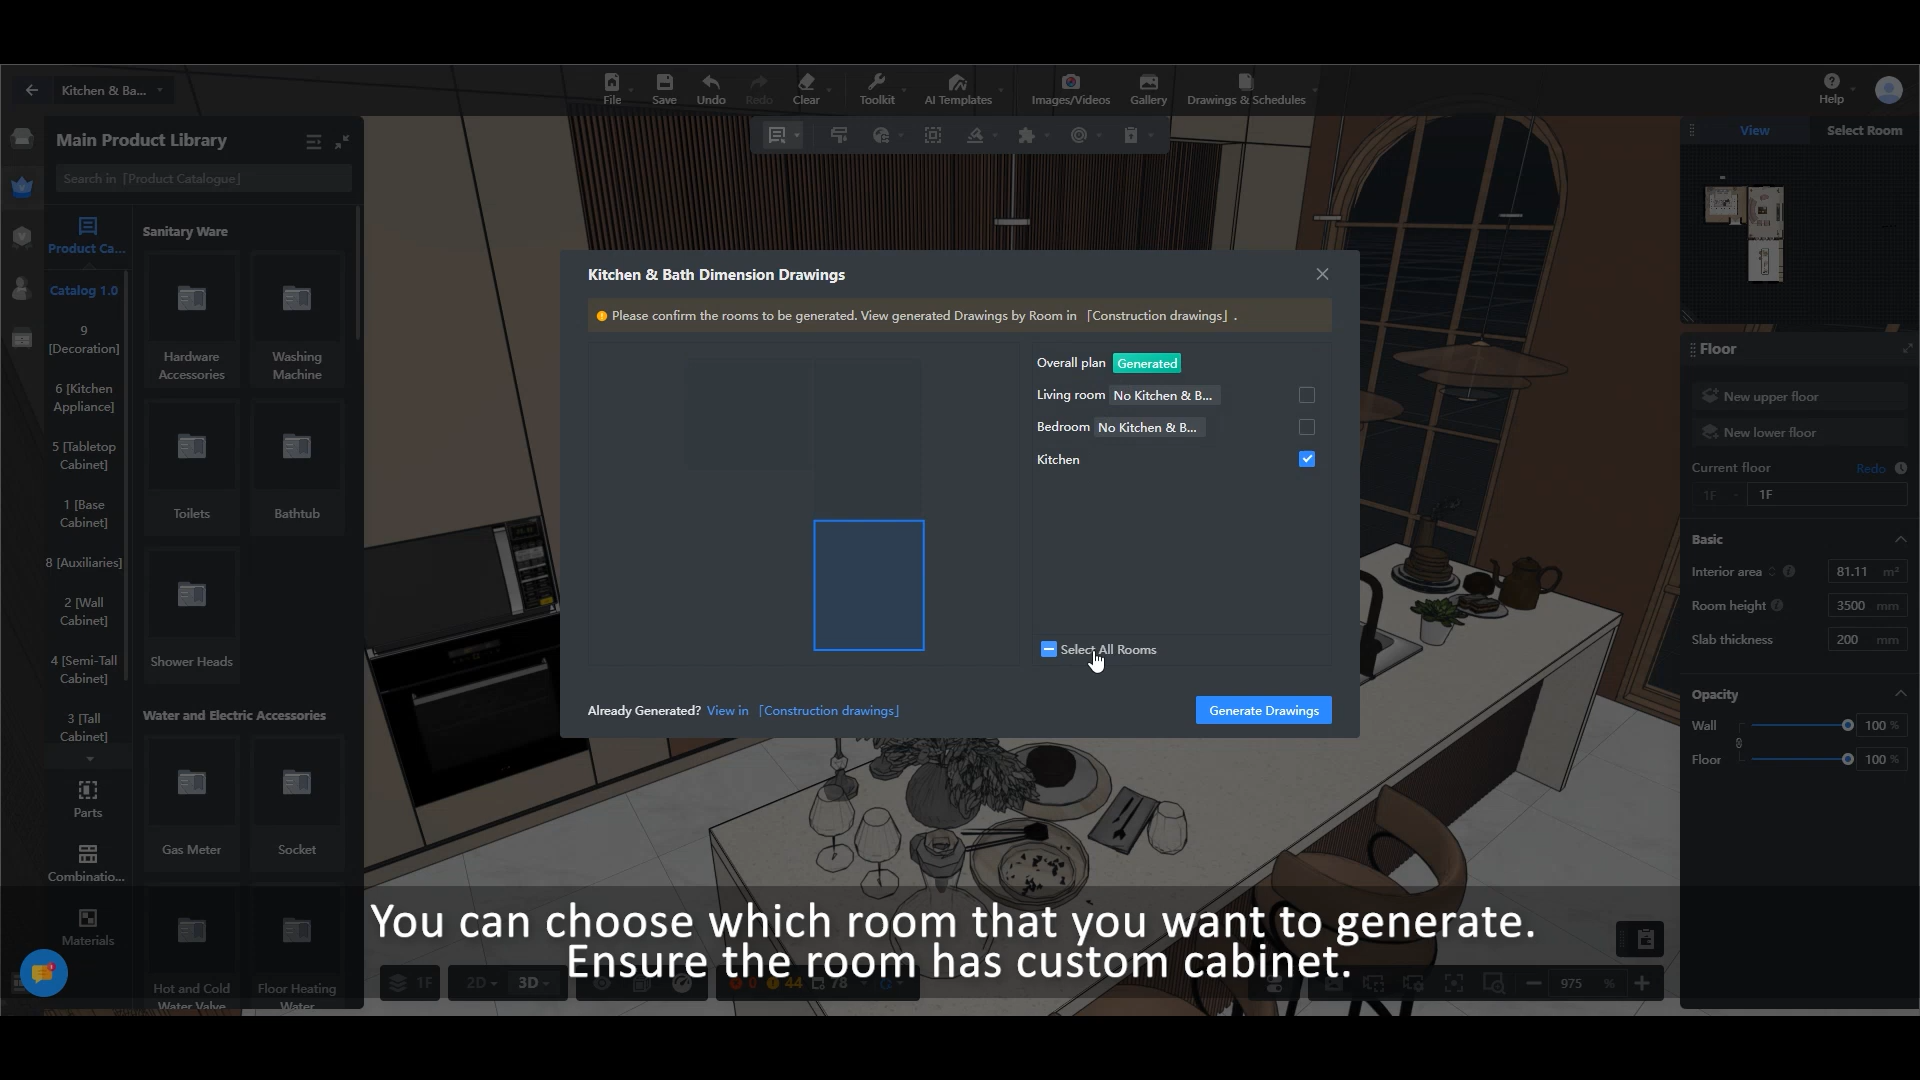 Kitchen & Ba...
File
Save
Undo
Redo
Clear
Toolkit
AI Templates
Images/Videos
Gallery
Drawings & Schedules
Help
Main Product Library
Search in [Product Catalogue]
Product Ca...
Catalog 1.0
9
[Decoration]
6 [Kitchen
Appliance]
5 [Tabletop
Cabinet]
1 [Base
Cabinet]
8 [Auxiliaries]
2 [Wall
Cabinet]
4 [Semi-Tall
Cabinet]
3 [Tall
Cabinet]
Parts
Combinatio...
Materials
Sanitary Ware
Hardware
Accessories
Washing
Machine
Toilets
Bathtub
Shower Heads
Water and Electric Accessories
Gas Meter
Socket
Hot and Cold
Water Valve
Floor Heating
Water
Kitchen & Bath Dimension Drawings
Please confirm the rooms to be generated. View generated Drawings by Room in ⌈Construction drawings⌋ .
Overall plan Generated
Living room No Kitchen & B...
Bedroom No Kitchen & B...
Kitchen
Select All Rooms
Already Generated? View in ⌈Construction drawings⌋
Generate Drawings
View
Select Room
Floor
New upper floor
New lower floor
Current floor Redo
1F 1F
Basic
Interior area 81.11 m²
Room height 3500 mm
Slab thickness 200 mm
Opacity
Wall 100 %
Floor 100 %
You can choose which room that you want to generate.
Ensure the room has custom cabinet.
1F
2D
3D
0
44
78
975 %